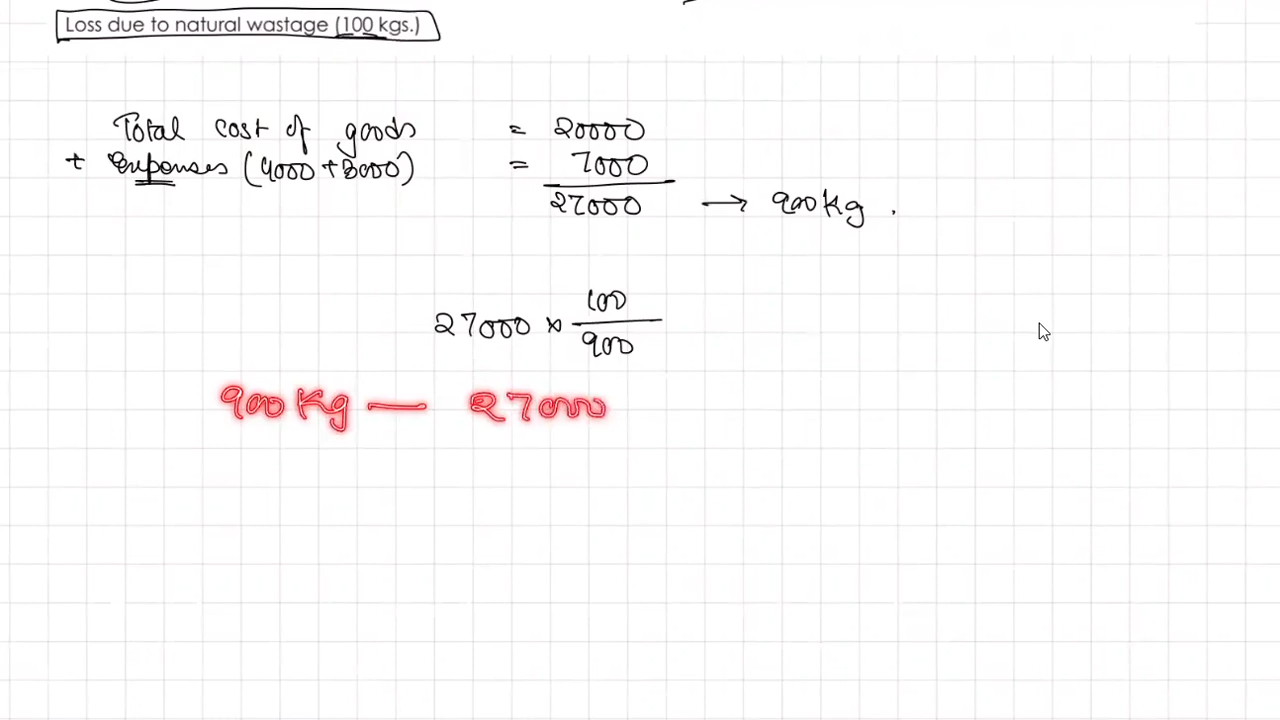 Loss due to natural wastage (100 kgs.)
Total cost of goods = 20000
+ Expenses (4000 + 3000) = 7000
27000 → 900 Kg.
27000 × 100/900
900 Kg — 27000